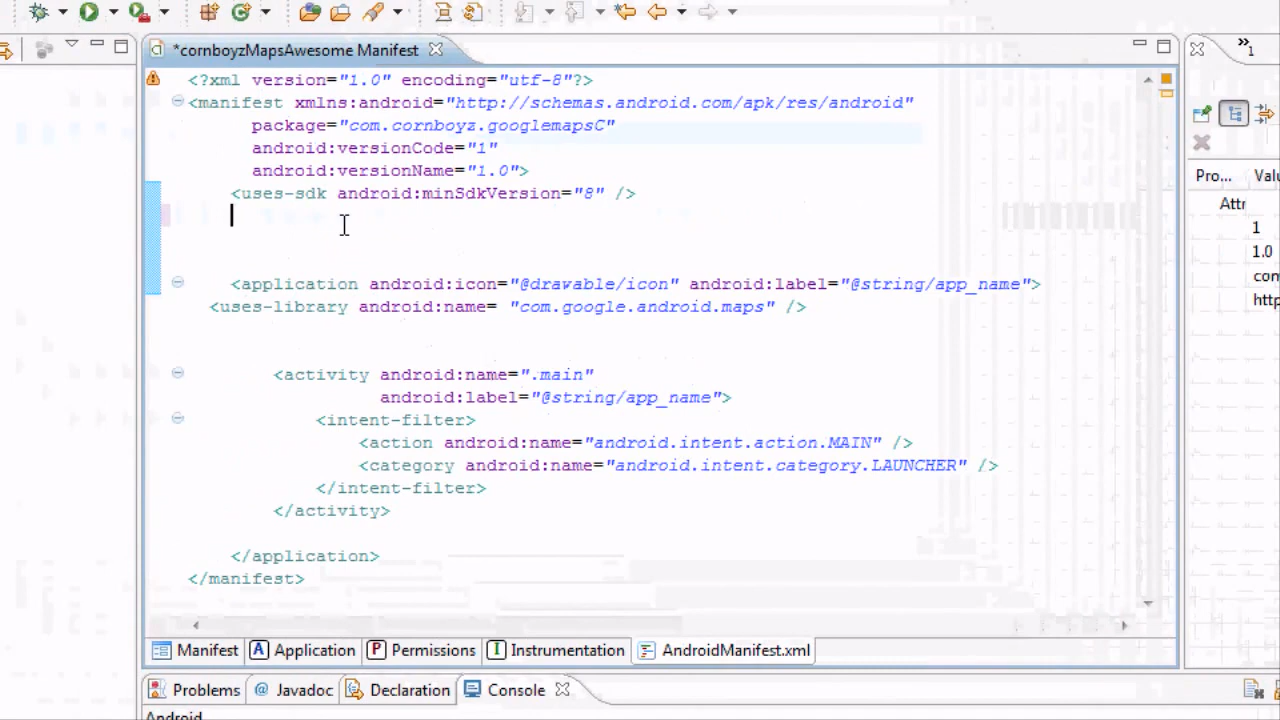 *cornboyzMapsAwesome Manifest
1
<?xml version="1.0" encoding="utf-8"?>
<manifest xmlns:android="http://schemas.android.com/apk/res/android"
package="com.cornboyz.googlemapsC"
android:versionCode="1"
android:versionName="1.0">
<uses-sdk android:minSdkVersion="8" />
<application android:icon="@drawable/icon" android:label="@string/app_name">
<uses-library android:name= "com.google.android.maps" />
<activity android:name=".main"
android:label="@string/app_name">
<intent-filter>
<action android:name="android.intent.action.MAIN" />
<category android:name="android.intent.category.LAUNCHER" />
</intent-filter>
</activity>
</application>
</manifest>
Pro... Valu
Attr
1
1.0
com
http
Manifest A Application P Permissions I Instrumentation AndroidManifest.xml
Problems @ Javadoc Declaration Console
Android